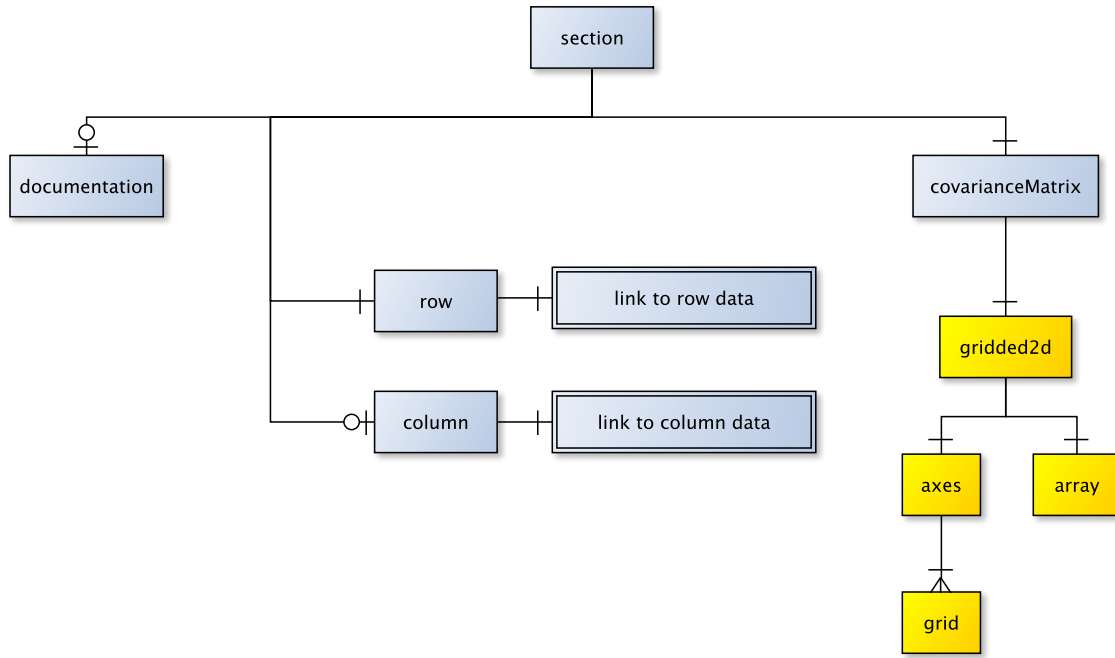 section
documentation
covarianceMatrix
row
link to row data
gridded2d
column
link to column data
axes
array
grid